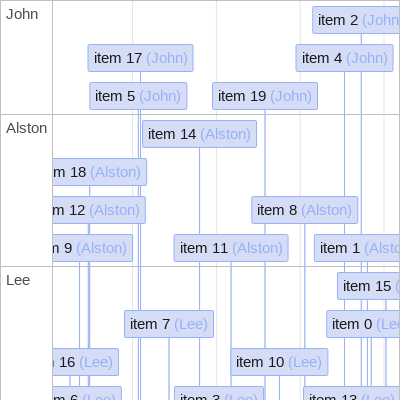 John
item 2 (John
item 17 (John)
item 4 (John)
item 5 (John)
item 19 (John)
Alston
item 14 (Alston)
m 18 (Alston)
m 12 (Alston)
item 8 (Alston)
m 9 (Alston)
item 11 (Alston)
item 1 (Alsto
Lee
item 15 (
item 7 (Lee)
item 0 (Lee
16 (Lee)
item 10 (Lee)
m 6 (Lee)
item 3 (Lee)
item 13 (Lee)